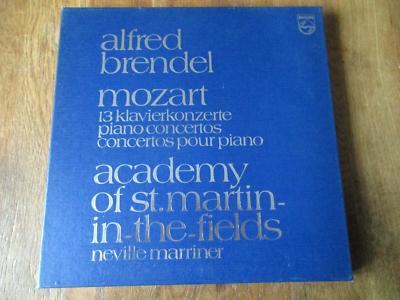 PHILIPS
alfred
brendel
mozart
13 klavierkonzerte
piano concertos
concertos pour piano
academy
of st.martin-
in-the-fields
neville marriner